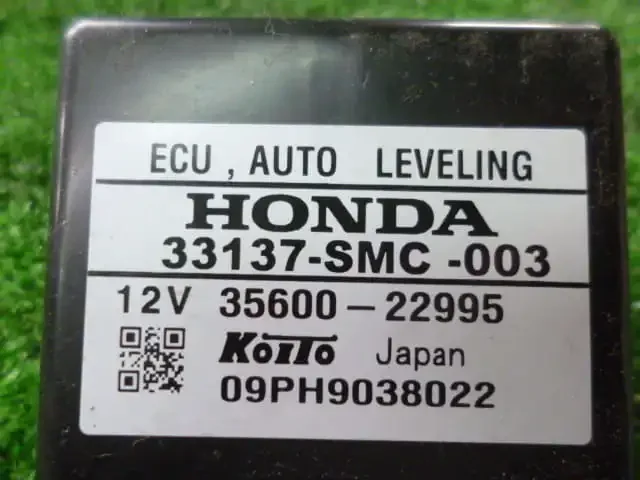 ECU , AUTO LEVELING
HONDA
33137-SMC -003
12V 35600-22995
KOITO Japan
09PH9038022